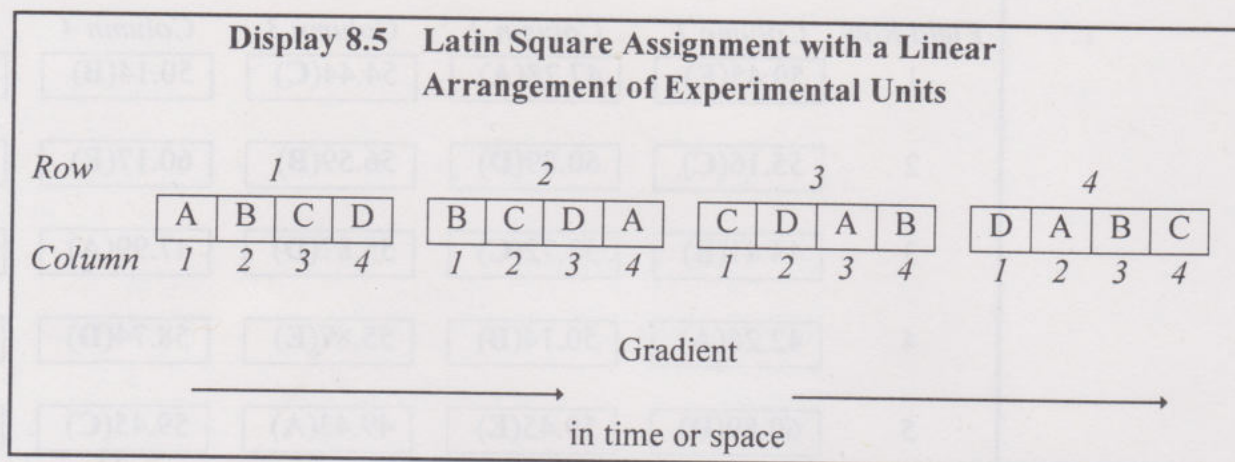 Display 8.5 Latin Square Assignment with a Linear
Arrangement of Experimental Units
Row 1 2 3 4
A B C D B C D A C D A B D A B C
Column 1 2 3 4 1 2 3 4 1 2 3 4 1 2 3 4
Gradient
in time or space